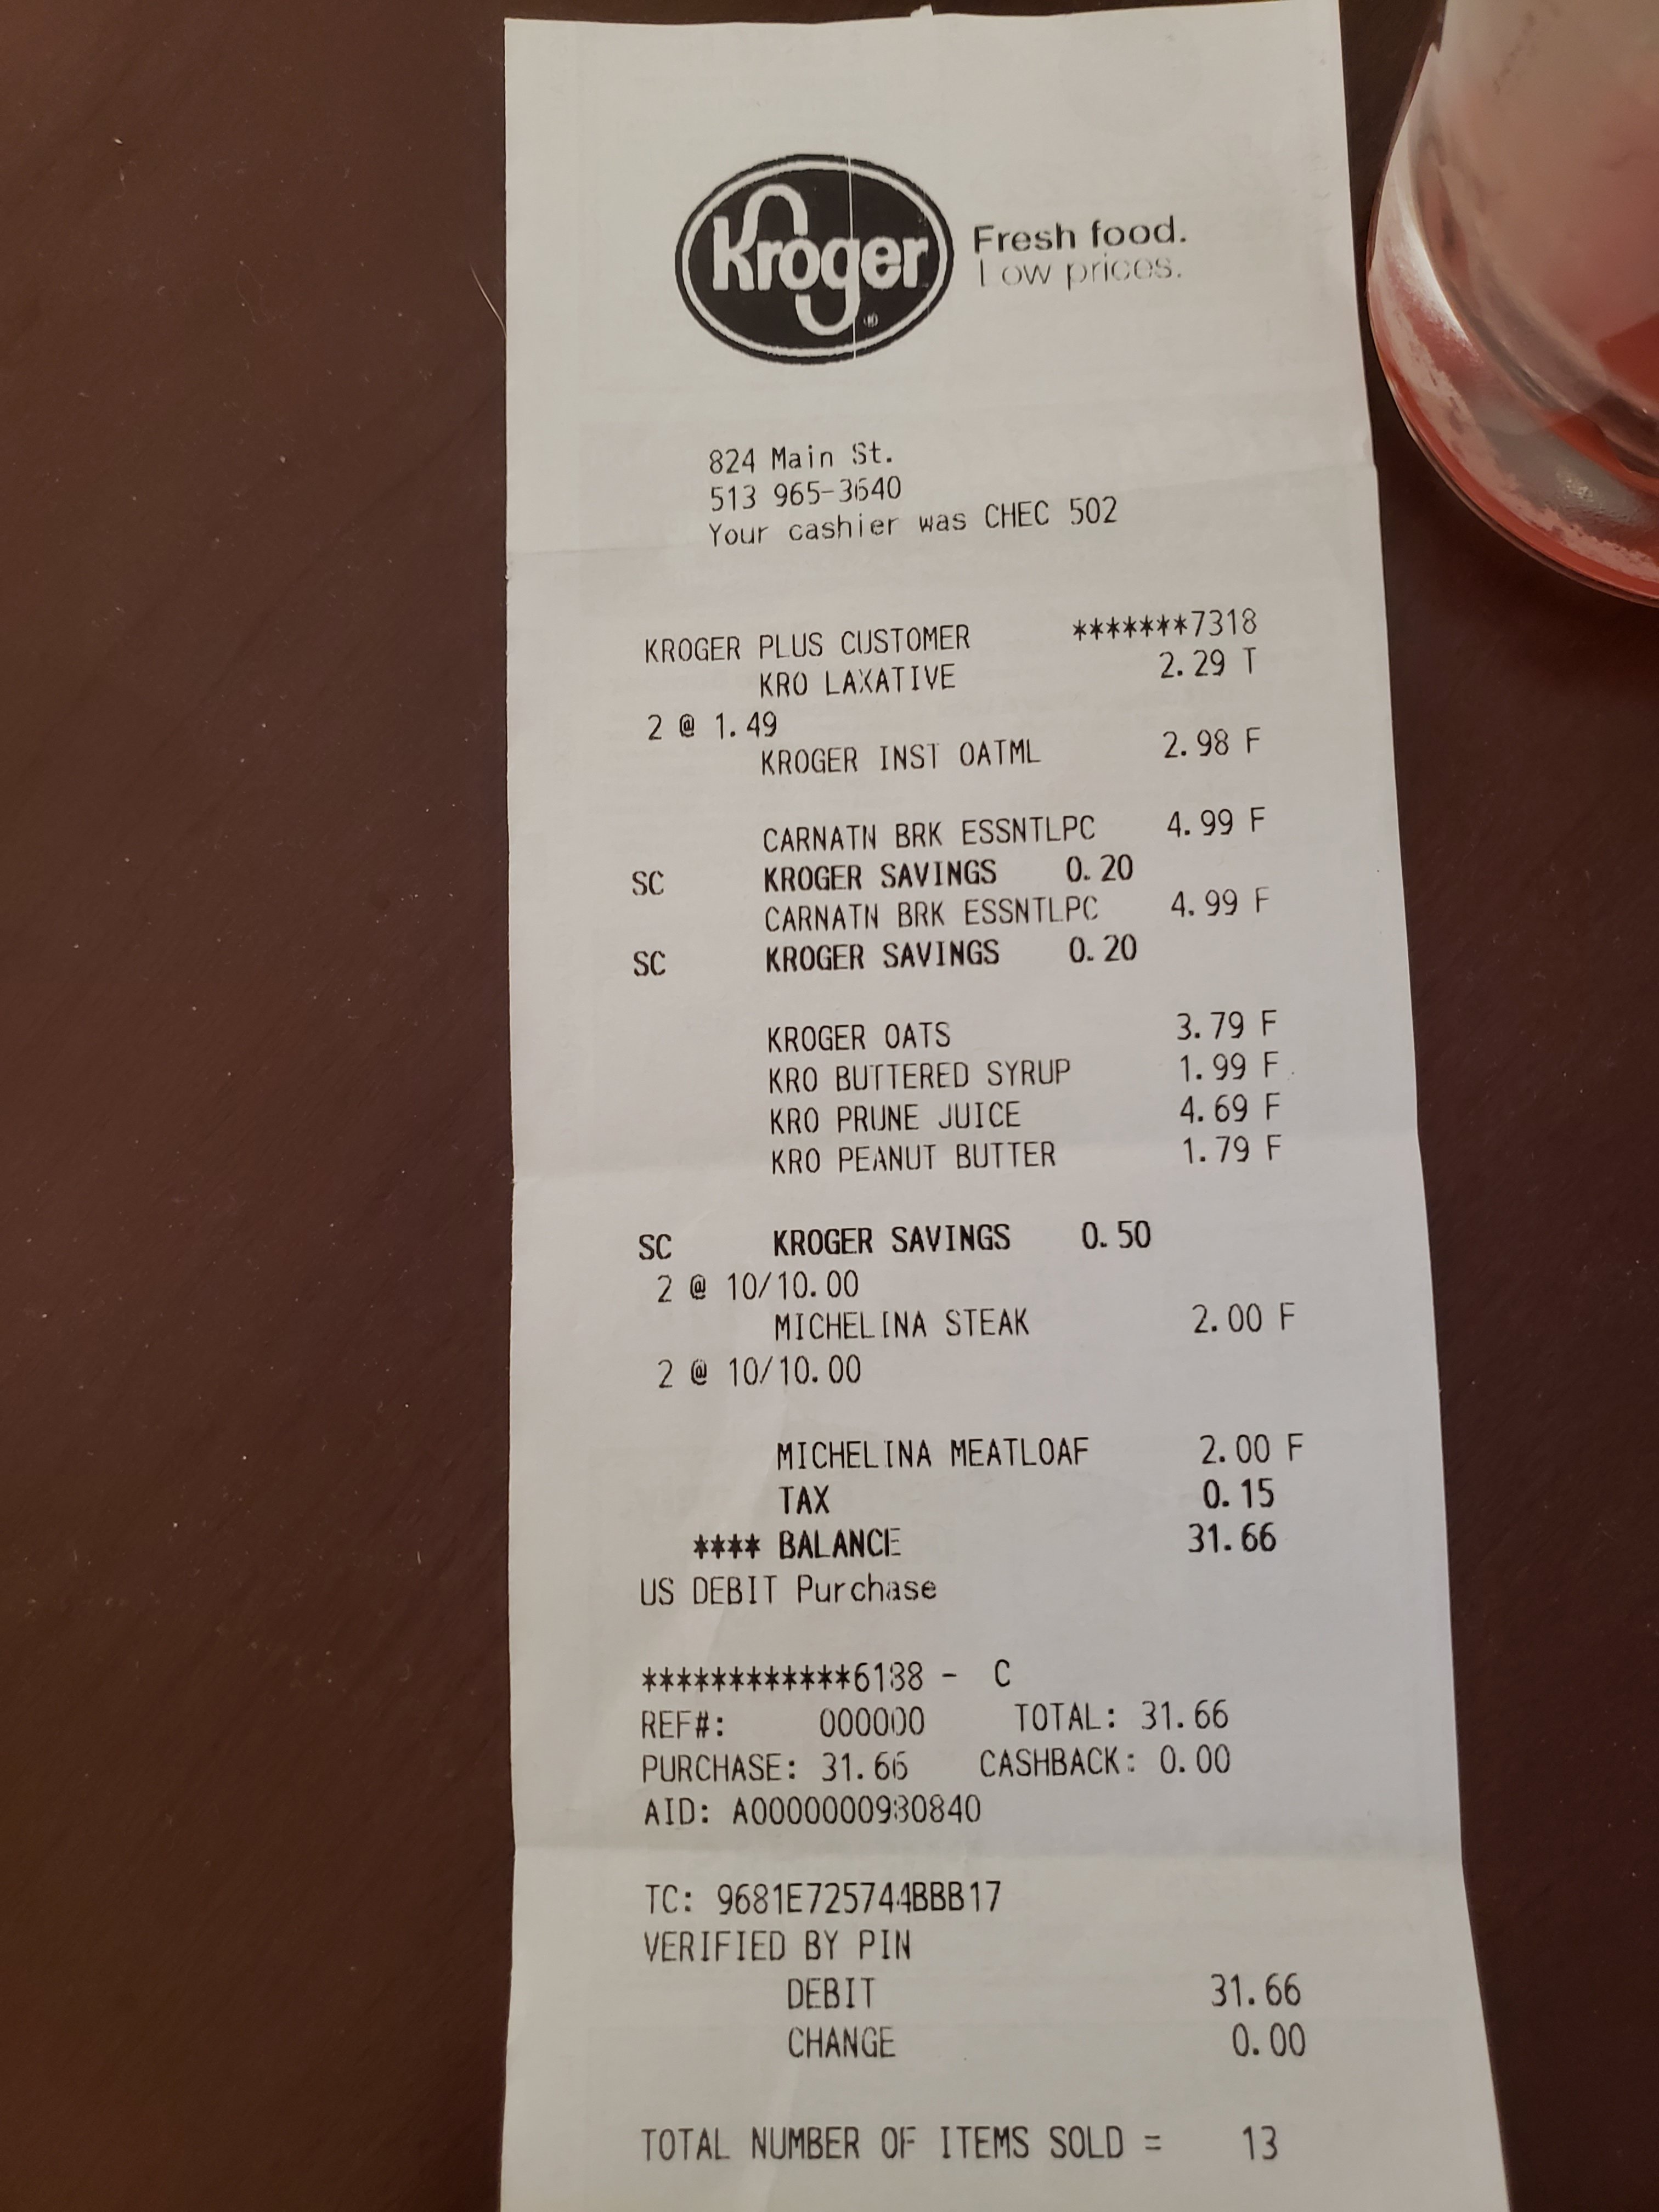 Kroger Fresh food.
Low prices.
824 Main St.
513 965-3640
Your cashier was CHEC 502
KROGER PLUS CUSTOMER *******7318
KRO LAXATIVE 2.29 T
2 @ 1.49
KROGER INST OATML 2.98 F
CARNATN BRK ESSNTLPC 4.99 F
SC KROGER SAVINGS 0.20
CARNATN BRK ESSNTLPC 4.99 F
SC KROGER SAVINGS 0.20
KROGER OATS 3.79 F
KRO BUTTERED SYRUP 1.99 F
KRO PRUNE JUICE 4.69 F
KRO PEANUT BUTTER 1.79 F
SC KROGER SAVINGS 0.50
2 @ 10/10.00
MICHELINA STEAK 2.00 F
2 @ 10/10.00
MICHELINA MEATLOAF 2.00 F
TAX 0.15
**** BALANCE 31.66
US DEBIT Purchase
************6138 - C
REF#: 000000 TOTAL: 31.66
PURCHASE: 31.66 CASHBACK: 0.00
AID: A0000000980840
TC: 9681E725744BBB17
VERIFIED BY PIN
DEBIT 31.66
CHANGE 0.00
TOTAL NUMBER OF ITEMS SOLD = 13